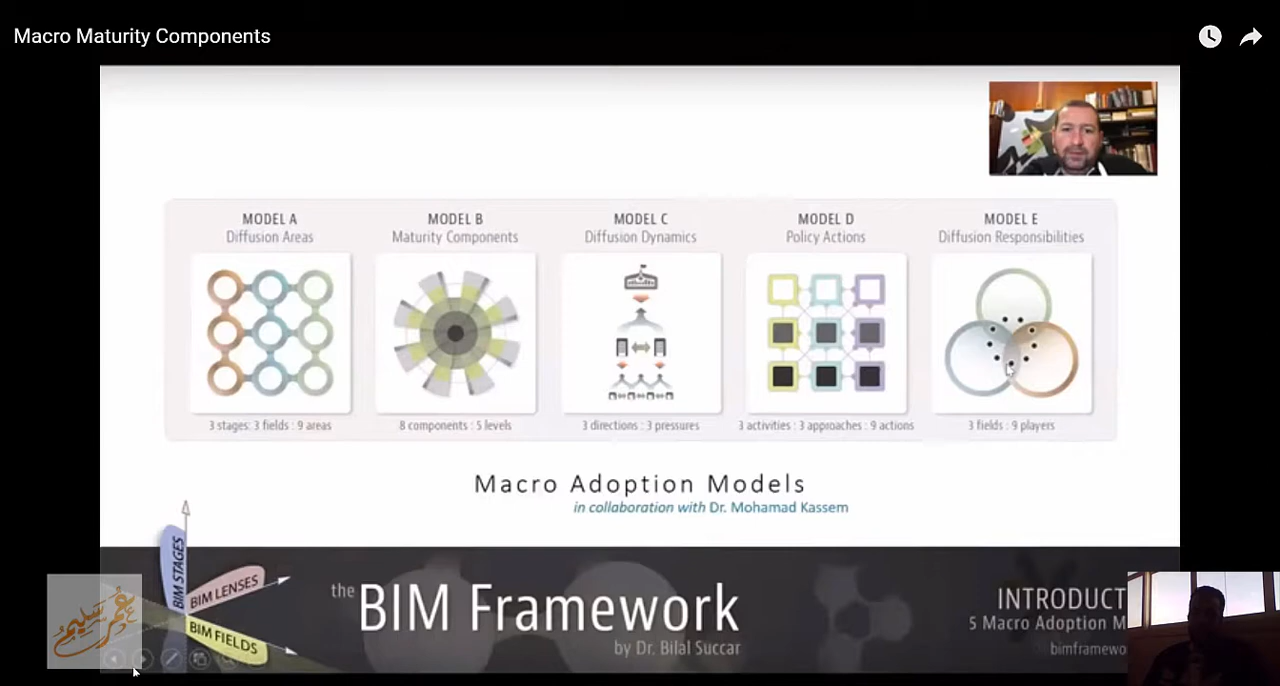 Macro Maturity Components
MODEL A
Diffusion Areas
3 stages: 3 fields : 9 areas
MODEL B
Maturity Components
8 components : 5 levels
MODEL C
Diffusion Dynamics
3 directions : 3 pressures
MODEL D
Policy Actions
3 activities : 3 approaches : 9 actions
MODEL E
Diffusion Responsibilities
3 fields : 9 players
Macro Adoption Models
in collaboration with Dr. Mohamad Kassem
BIM STAGES
BIM LENSES
BIM FIELDS
the BIM Framework
by Dr. Bilal Succar
INTRODUCT
5 Macro Adoption M
bimframewo
عمر سليم